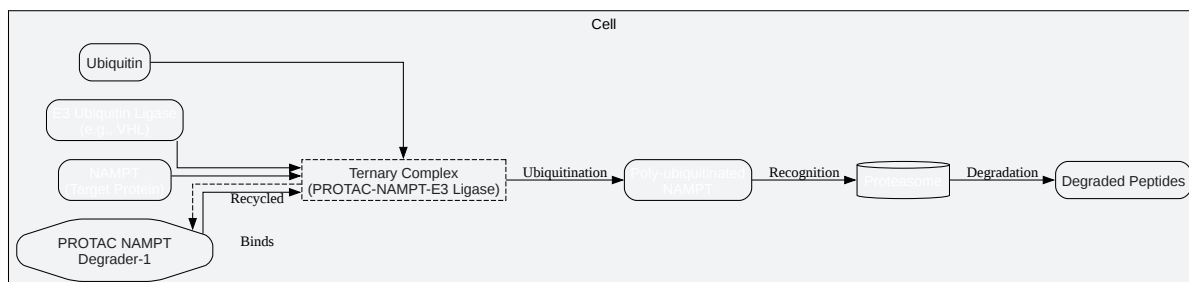 Cell
Ubiquitin
E3 Ubiquitin Ligase
(e.g., VHL)
NAMPT
(Target Protein)
Ternary Complex
(PROTAC-NAMPT-E3 Ligase)
Ubiquitination
Poly-ubiquitinated
NAMPT
Recognition
Proteasome
Degradation
Degraded Peptides
Recycled
Binds
PROTAC NAMPT
Degrader-1